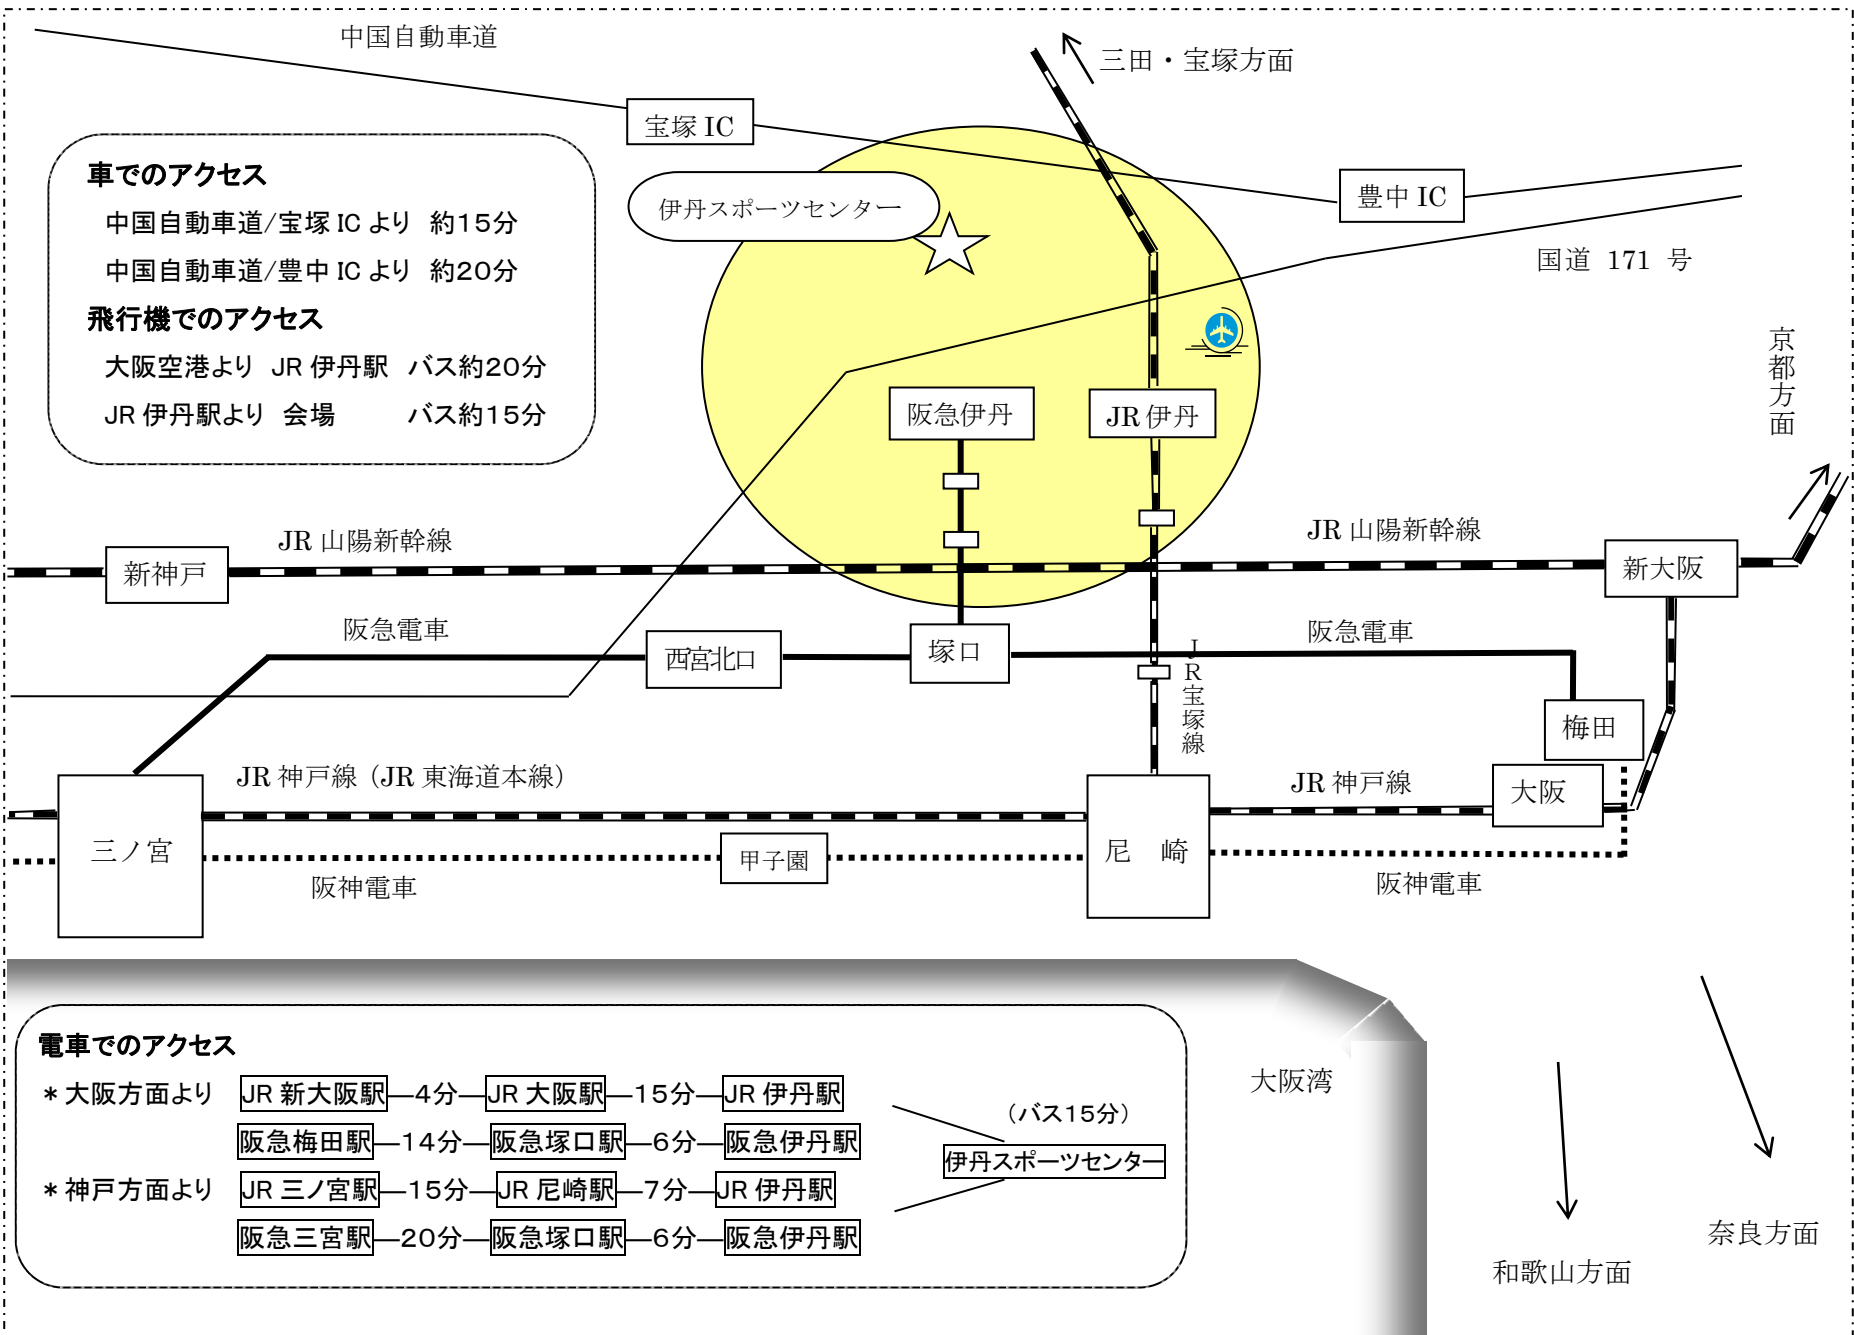 中国自動車道
三田・宝塚方面
宝塚 IC
車でのアクセス
中国自動車道/宝塚 IC より 約15分
中国自動車道/豊中 IC より 約20分
飛行機でのアクセス
大阪空港より JR 伊丹駅 バス約20分
JR 伊丹駅より 会場 バス約15分
伊丹スポーツセンター
豊中 IC
国道 171 号
京都方面
阪急伊丹
JR 伊丹
JR 山陽新幹線
JR 山陽新幹線
新神戸
新大阪
阪急電車
西宮北口
塚口
阪急電車
JR宝塚線
梅田
JR 神戸線(JR 東海道本線)
JR 神戸線
大阪
三ノ宮
甲子園
尼 崎
阪神電車
阪神電車
電車でのアクセス
*大阪方面より JR 新大阪駅―4分―JR 大阪駅―15分―JR 伊丹駅
阪急梅田駅―14分―阪急塚口駅―6分―阪急伊丹駅
*神戸方面より JR 三ノ宮駅―15分―JR 尼崎駅―7分―JR 伊丹駅
阪急三宮駅―20分―阪急塚口駅―6分―阪急伊丹駅
(バス15分)
伊丹スポーツセンター
大阪湾
和歌山方面
奈良方面